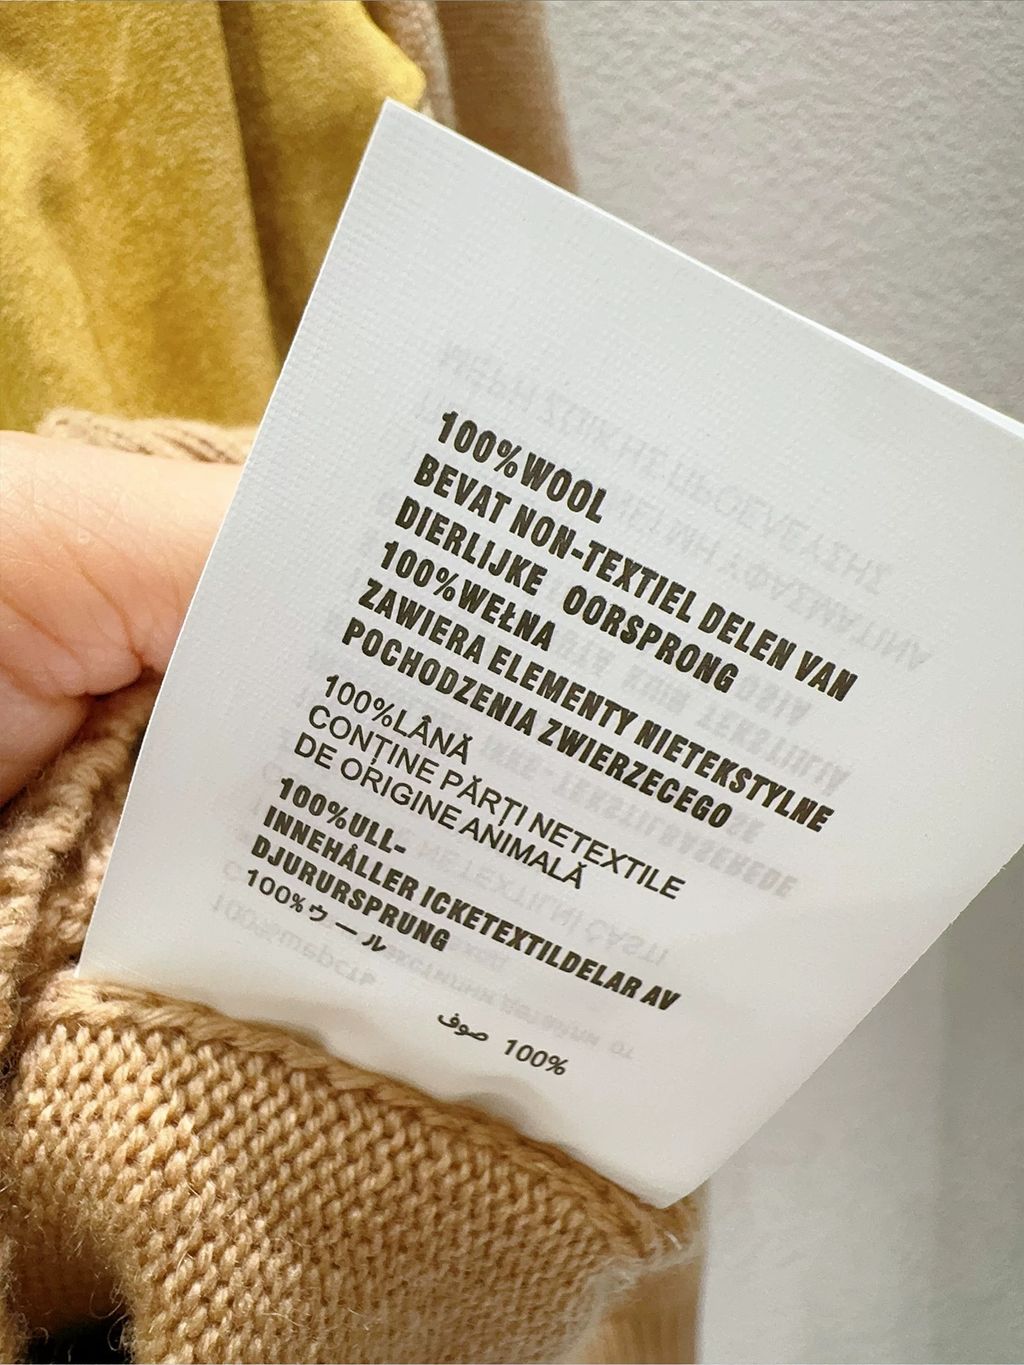 100%WOOL
BEVAT NON-TEXTIEL DELEN VAN
DIERLIJKE OORSPRONG
100%WEŁNA
ZAWIERA ELEMENTY NIETEKSTYLNE
POCHODZENIA ZWIERZECEGO
100%LÂNĂ
CONȚINE PĂRȚI NETEXTILE
DE ORIGINE ANIMALĂ
100%ULL-
INNEHÅLLER ICKETEXTILDELAR AV
DJURURSPRUNG
100%ウール
100% صوف